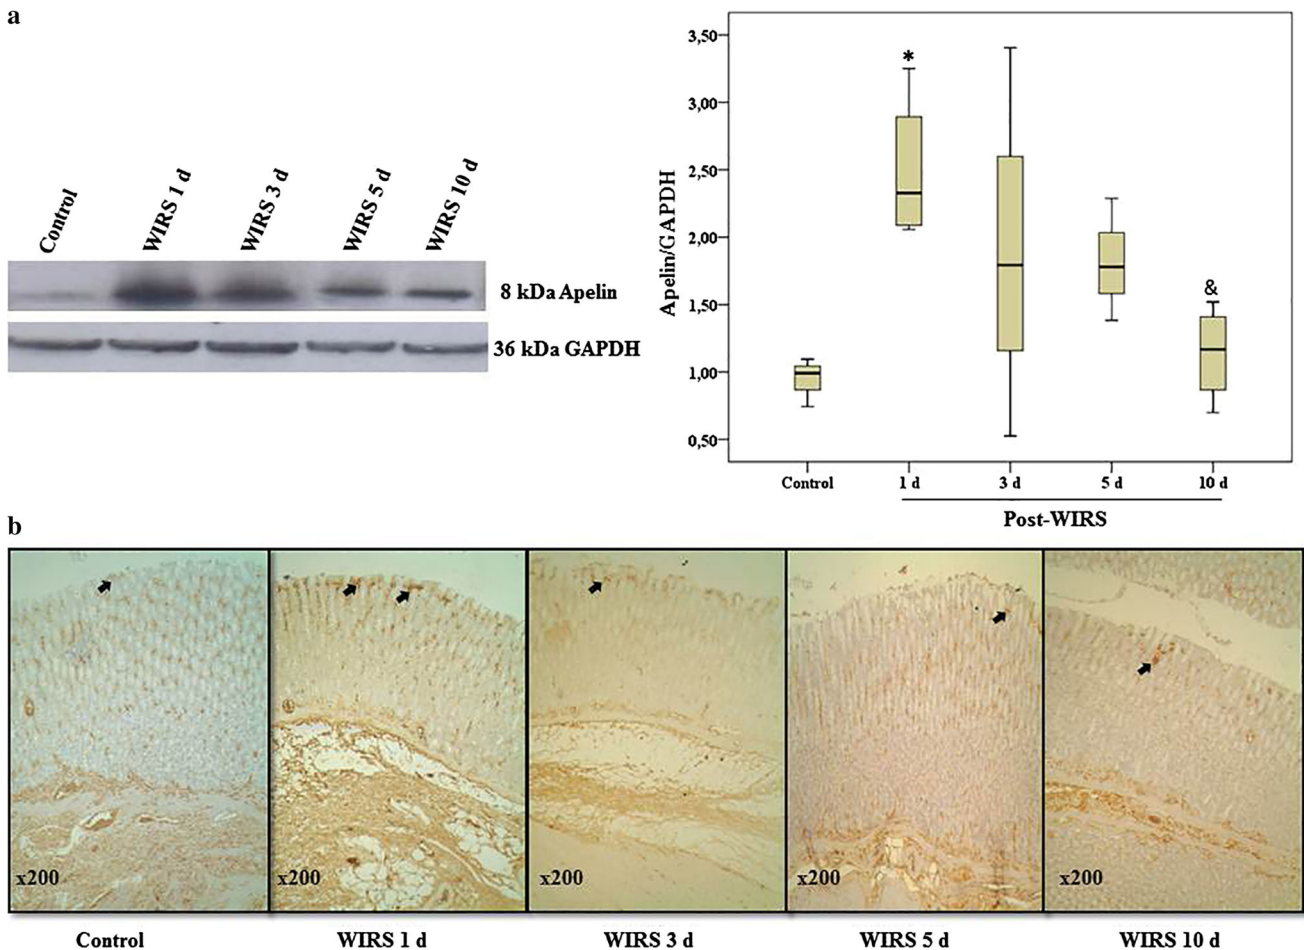 a
Control
WIRS 1 d
WIRS 3 d
WIRS 5 d
WIRS 10 d
8 kDa Apelin
36 kDa GAPDH
Apelin/GAPDH
3,50
3,00
2,50
2,00
1,50
1,00
0,50
*
&
Control
1 d
3 d
5 d
10 d
Post-WIRS
b
x200
x200
x200
x200
x200
Control
WIRS 1 d
WIRS 3 d
WIRS 5 d
WIRS 10 d